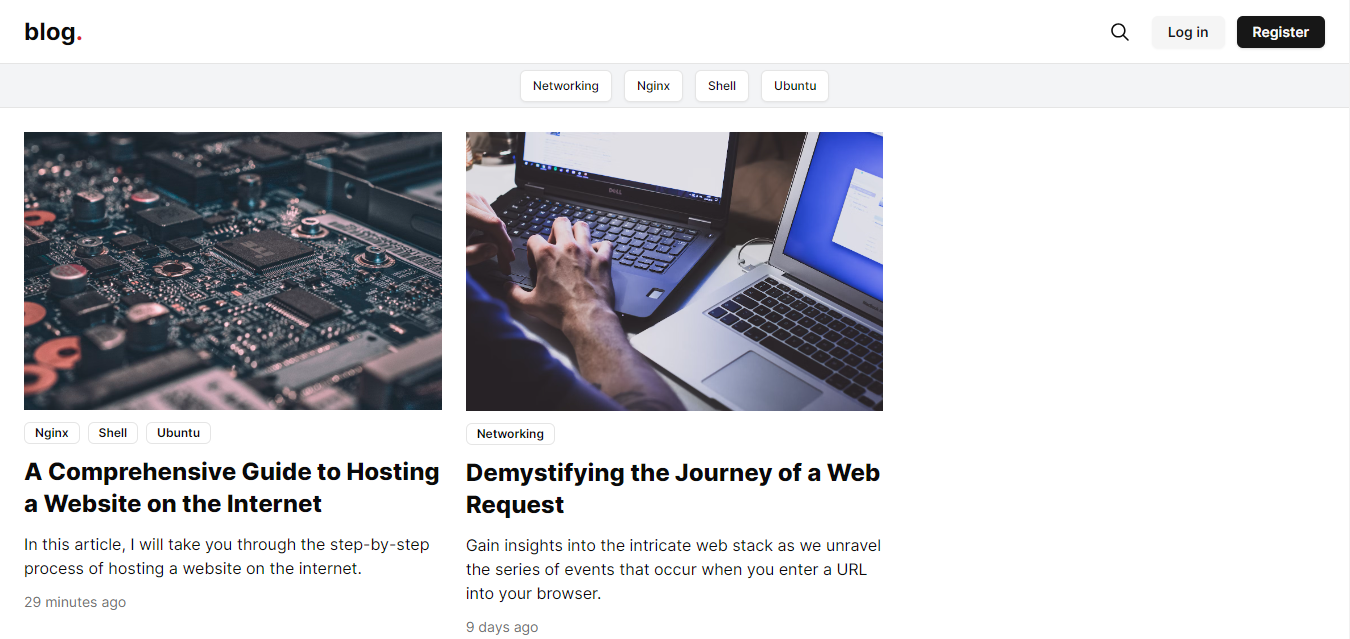 blog.
Log in
Register
Networking
Nginx
Shell
Ubuntu
DELL
Nginx
Shell
Ubuntu
A Comprehensive Guide to Hosting
a Website on the Internet
In this article, I will take you through the step-by-step
process of hosting a website on the internet.
29 minutes ago
Networking
Demystifying the Journey of a Web
Request
Gain insights into the intricate web stack as we unravel
the series of events that occur when you enter a URL
into your browser.
9 days ago